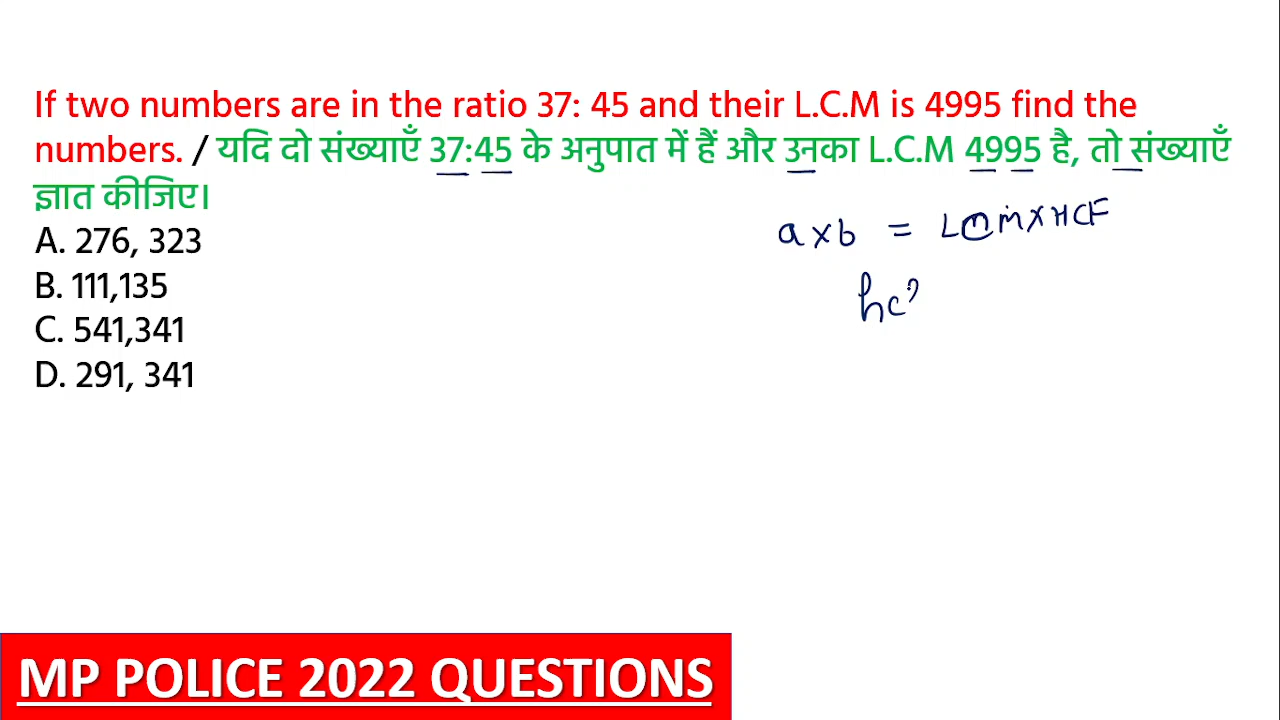 If two numbers are in the ratio 37: 45 and their L.C.M is 4995 find the
numbers. / यदि दो संख्याएँ 37:45 के अनुपात में हैं और उनका L.C.M 4995 है, तो संख्याएँ
ज्ञात कीजिए।
A. 276, 323
a x b = LCM X HCF
B. 111,135
hc
C. 541,341
D. 291, 341
MP POLICE 2022 QUESTIONS